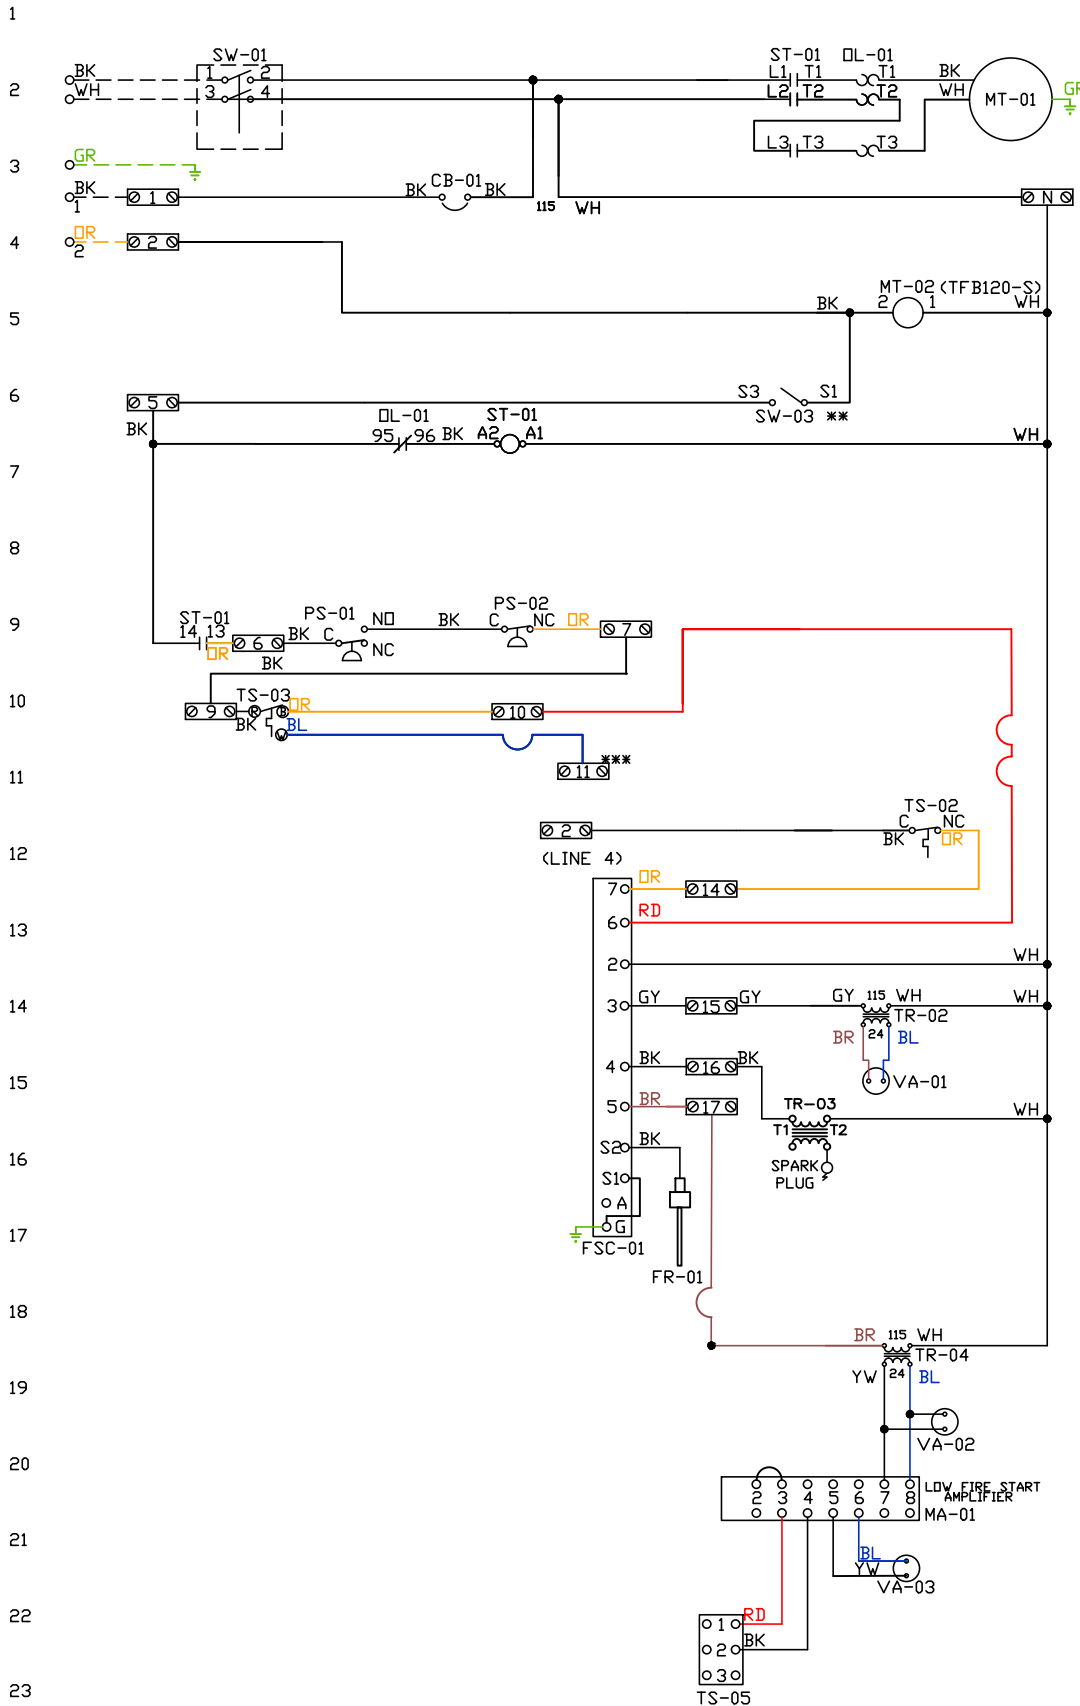 1
SW-01
ST-01 OL-01
BK
1 2
L1 T1 T1
BK
2
WH
3 4
L2 T2 T2
WH
MT-01
GR
L3 T3 T3
3
GR
BK
1
1
BK CB-01 BK
115 WH
N
4
OR
2
2
MT-02 (TFB120-S)
5
BK 2 1 WH
6
5
S3 S1
SW-03 **
BK
OL-01
95 96 BK
ST-01
A2 A1
WH
7
8
9
ST-01
14 13
OR
6
BK
PS-01
C NO
NC
BK
PS-02
C NC
OR
7
BK
10
9
TS-03
R B
OR
BK W BL
10
11
11 ***
TS-02
C NC
2
BK OR
12
(LINE 4)
7 OR 14
6 RD
13
2 WH
14
3 GY 15 GY
GY 115 WH
WH
TR-02
BR 24 BL
15
4 BK 16 BK
VA-01
5 BR 17
TR-03
WH
T1 T2
16
S2 BK
SPARK
PLUG
S1
A
17
G
FSC-01
FR-01
18
BR 115 WH
TR-04
19
YW 24 BL
VA-02
20
2 3 4 5 6 7 8
LOW FIRE START
AMPLIFIER
MA-01
21
BL
YW
VA-03
22
1 RD
2 BK
3
23
TS-05